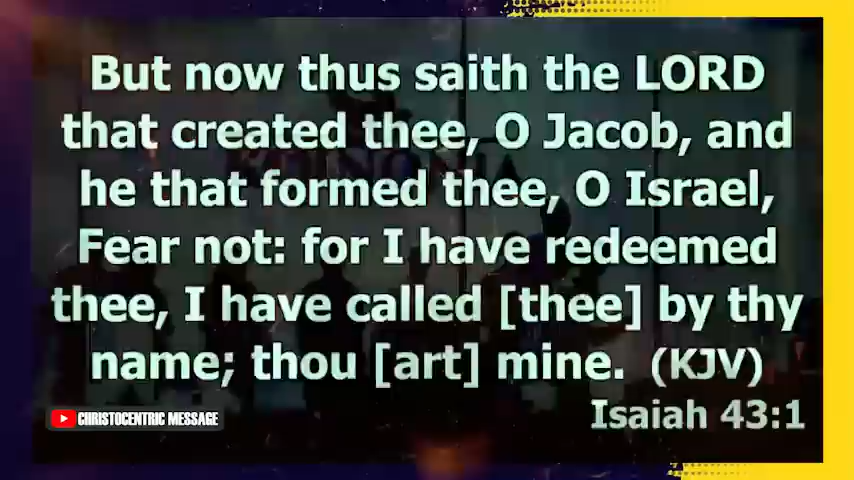 But now thus saith the LORD
that created thee, O Jacob, and
he that formed thee, O Israel,
Fear not: for I have redeemed
thee, I have called [thee] by thy
name; thou [art] mine. (KJV)
Isaiah 43:1
CHRISTOCENTRIC MESSAGE